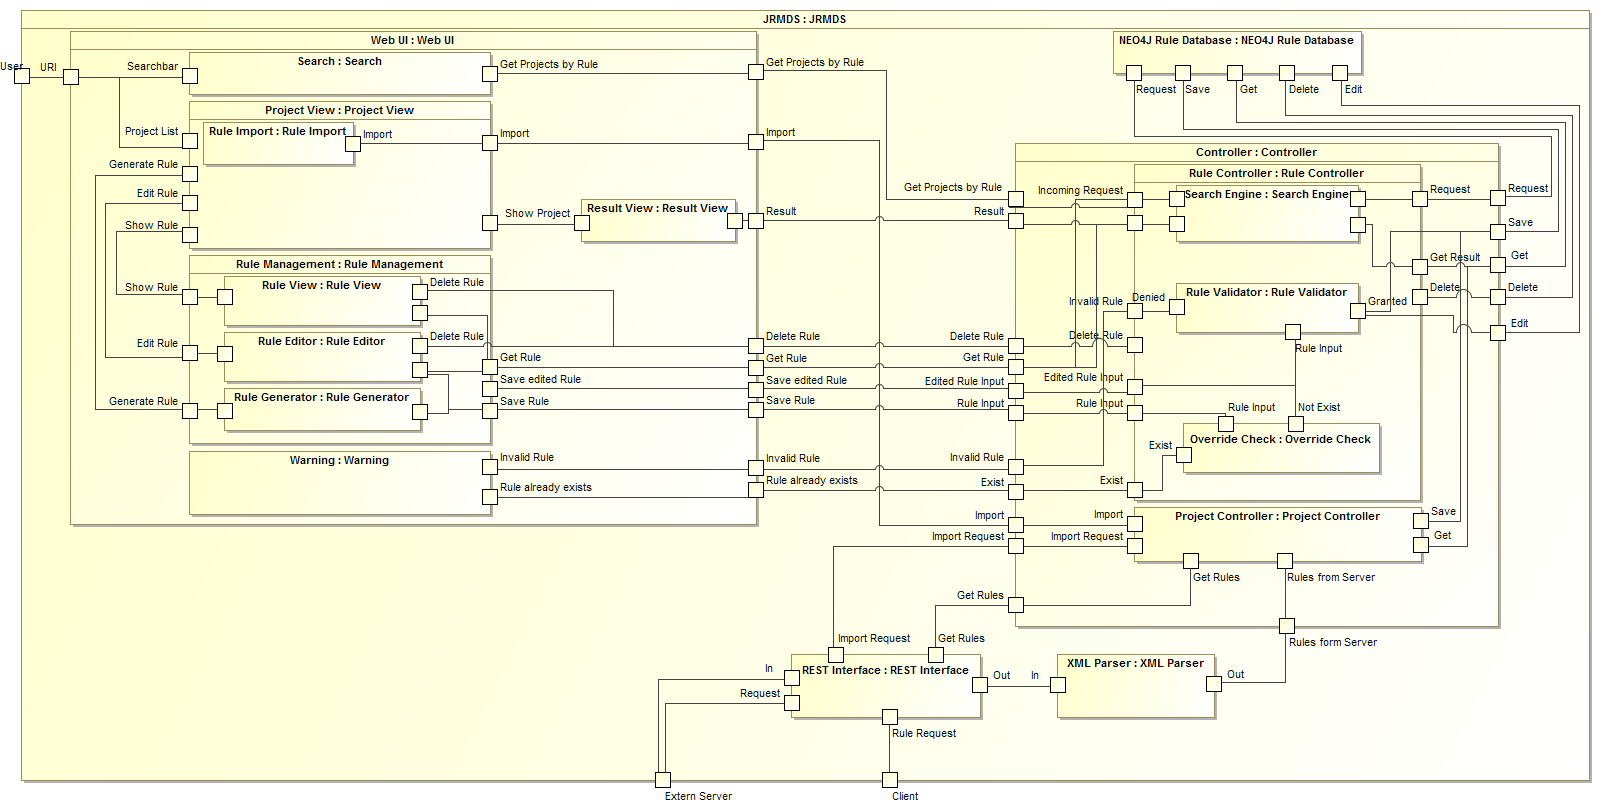 JRMDS : JRMDS
User
URI
Web UI : Web UI
Searchbar
Search : Search
Get Projects by Rule
Get Projects by Rule
Project View : Project View
Project List
Rule Import : Rule Import
Import
Import
Import
Generate Rule
Edit Rule
Show Rule
Show Project
Result View : Result View
Result
Rule Management : Rule Management
Show Rule
Rule View : Rule View
Delete Rule
Edit Rule
Rule Editor : Rule Editor
Delete Rule
Delete Rule
Get Rule
Get Rule
Save edited Rule
Save edited Rule
Generate Rule
Rule Generator : Rule Generator
Save Rule
Save Rule
Warning : Warning
Invalid Rule
Invalid Rule
Rule already exists
Rule already exists
NEO4J Rule Database : NEO4J Rule Database
Request
Save
Get
Delete
Edit
Controller : Controller
Rule Controller : Rule Controller
Get Projects by Rule
Incoming Request
Search Engine : Search Engine
Request
Request
Result
Save
Get Result
Get
Delete
Delete
Invalid Rule
Denied
Rule Validator : Rule Validator
Granted
Edit
Delete Rule
Delete Rule
Rule Input
Get Rule
Edited Rule Input
Edited Rule Input
Rule Input
Rule Input
Rule Input
Not Exist
Override Check : Override Check
Exist
Invalid Rule
Exist
Exist
Import
Import
Project Controller : Project Controller
Save
Import Request
Import Request
Get
Get Rules
Rules from Server
Get Rules
Rules form Server
Import Request
Get Rules
In
REST Interface : REST Interface
Request
Out
In
XML Parser : XML Parser
Out
Rule Request
Extern Server
Client